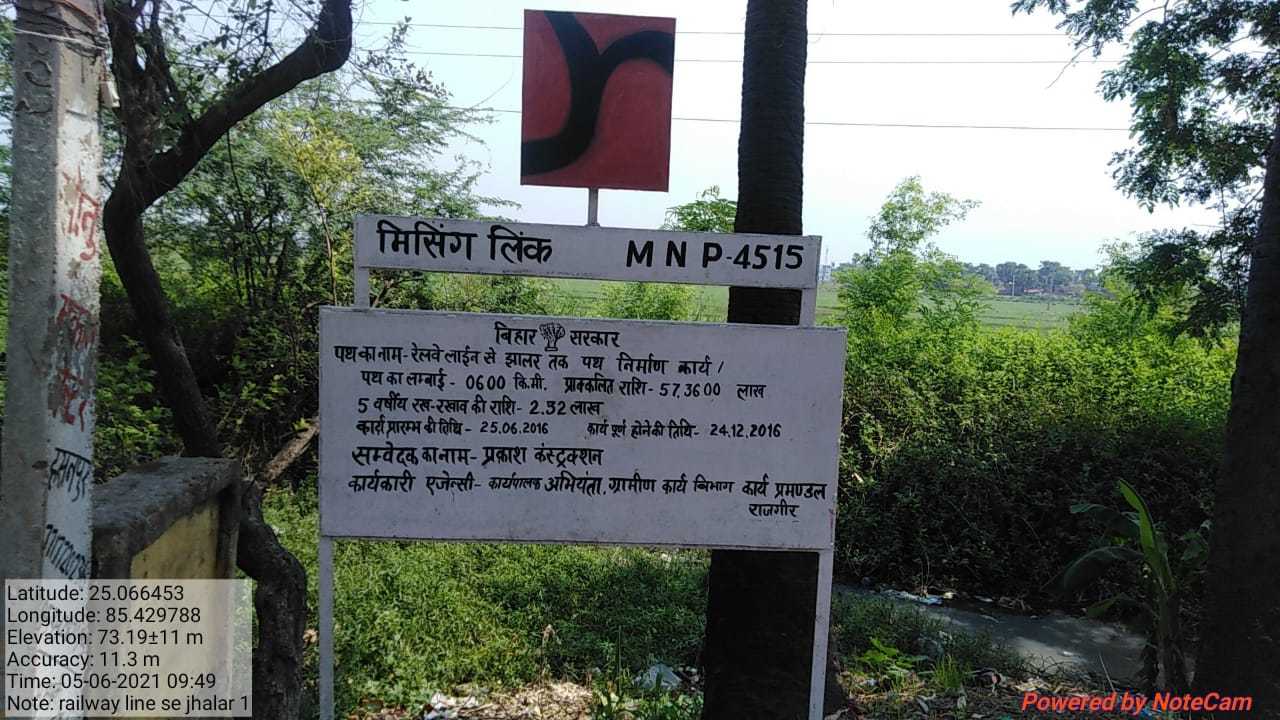 मिसिंग लिंक MNP-4515
बिहार सरकार
पथ का नाम- रेलवे लाईन से झालर तक पथ निर्माण कार्य /
पथ का लम्बाई - 0600 कि.मी. प्राक्कलित राशि - 57.3600 लाख
5 वर्षीय रख-रखाव की राशि - 2.32 लाख
कार्य प्रारम्भ की तिथि - 25.06.2016 कार्य पूर्ण होने की तिथि - 24.12.2016
सम्वेदक का नाम- प्रकाश कंस्ट्रक्शन
कार्यकारी एजेन्सी- कार्यपालक अभियंता, ग्रामीण कार्य विभाग कार्य प्रमण्डल
राजगीर
Latitude: 25.066453
Longitude: 85.429788
Elevation: 73.19±11 m
Accuracy: 11.3 m
Time: 05-06-2021 09:49
Note: railway line se jhalar 1
Powered by NoteCam